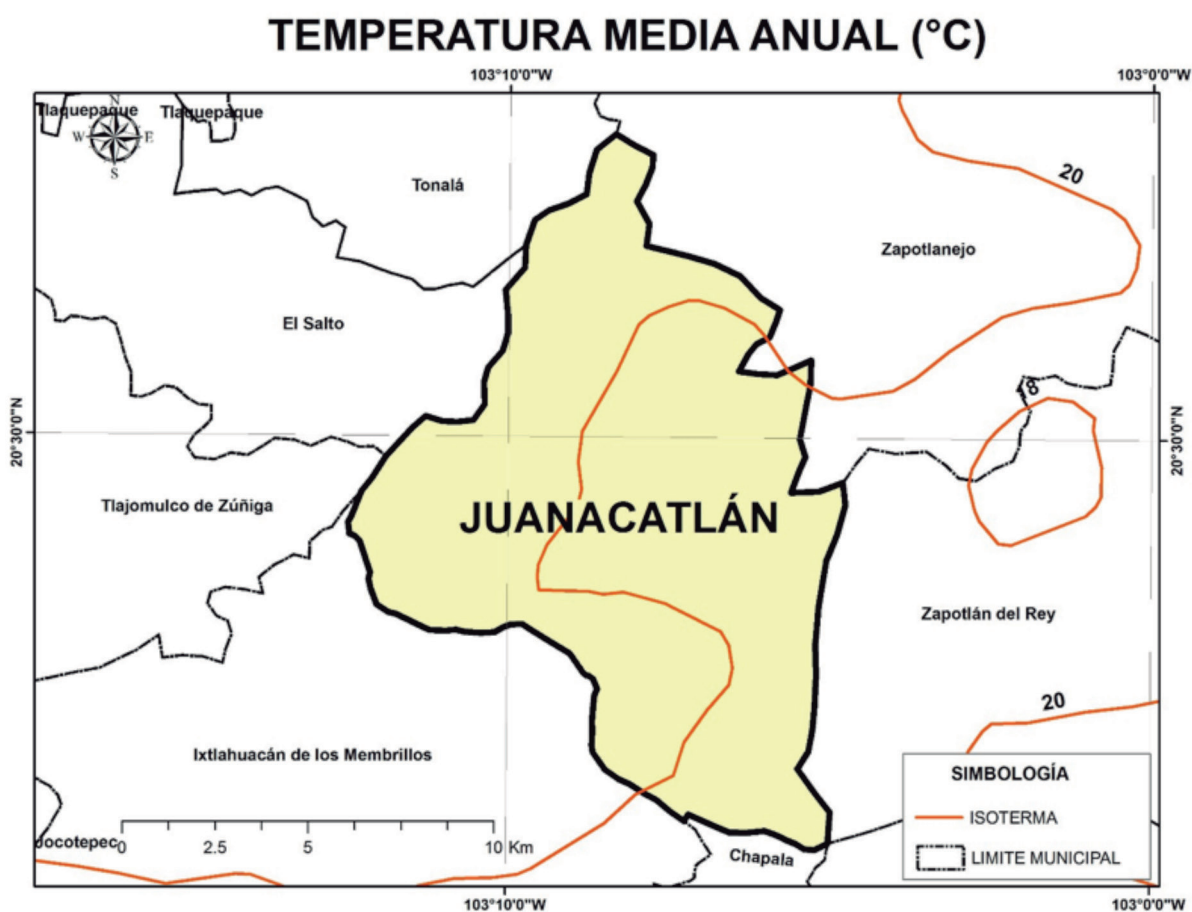 TEMPERATURA MEDIA ANUAL (°C)
103°10'0"W
103°0'0"W
Tlaquepaque
Tlaquepaque
N
W
E
S
Tonalá
20
Zapotlanejo
El Salto
20°30'0"N
20°30'0"N
18
Tlajomulco de Zúñiga
JUANACATLÁN
Zapotlán del Rey
20
Ixtlahuacán de los Membrillos
SIMBOLOGÍA
ISOTERMA
LIMITE MUNICIPAL
Jocotepec
0
2.5
5
10 Km
Chapala
103°10'0"W
103°0'0"W